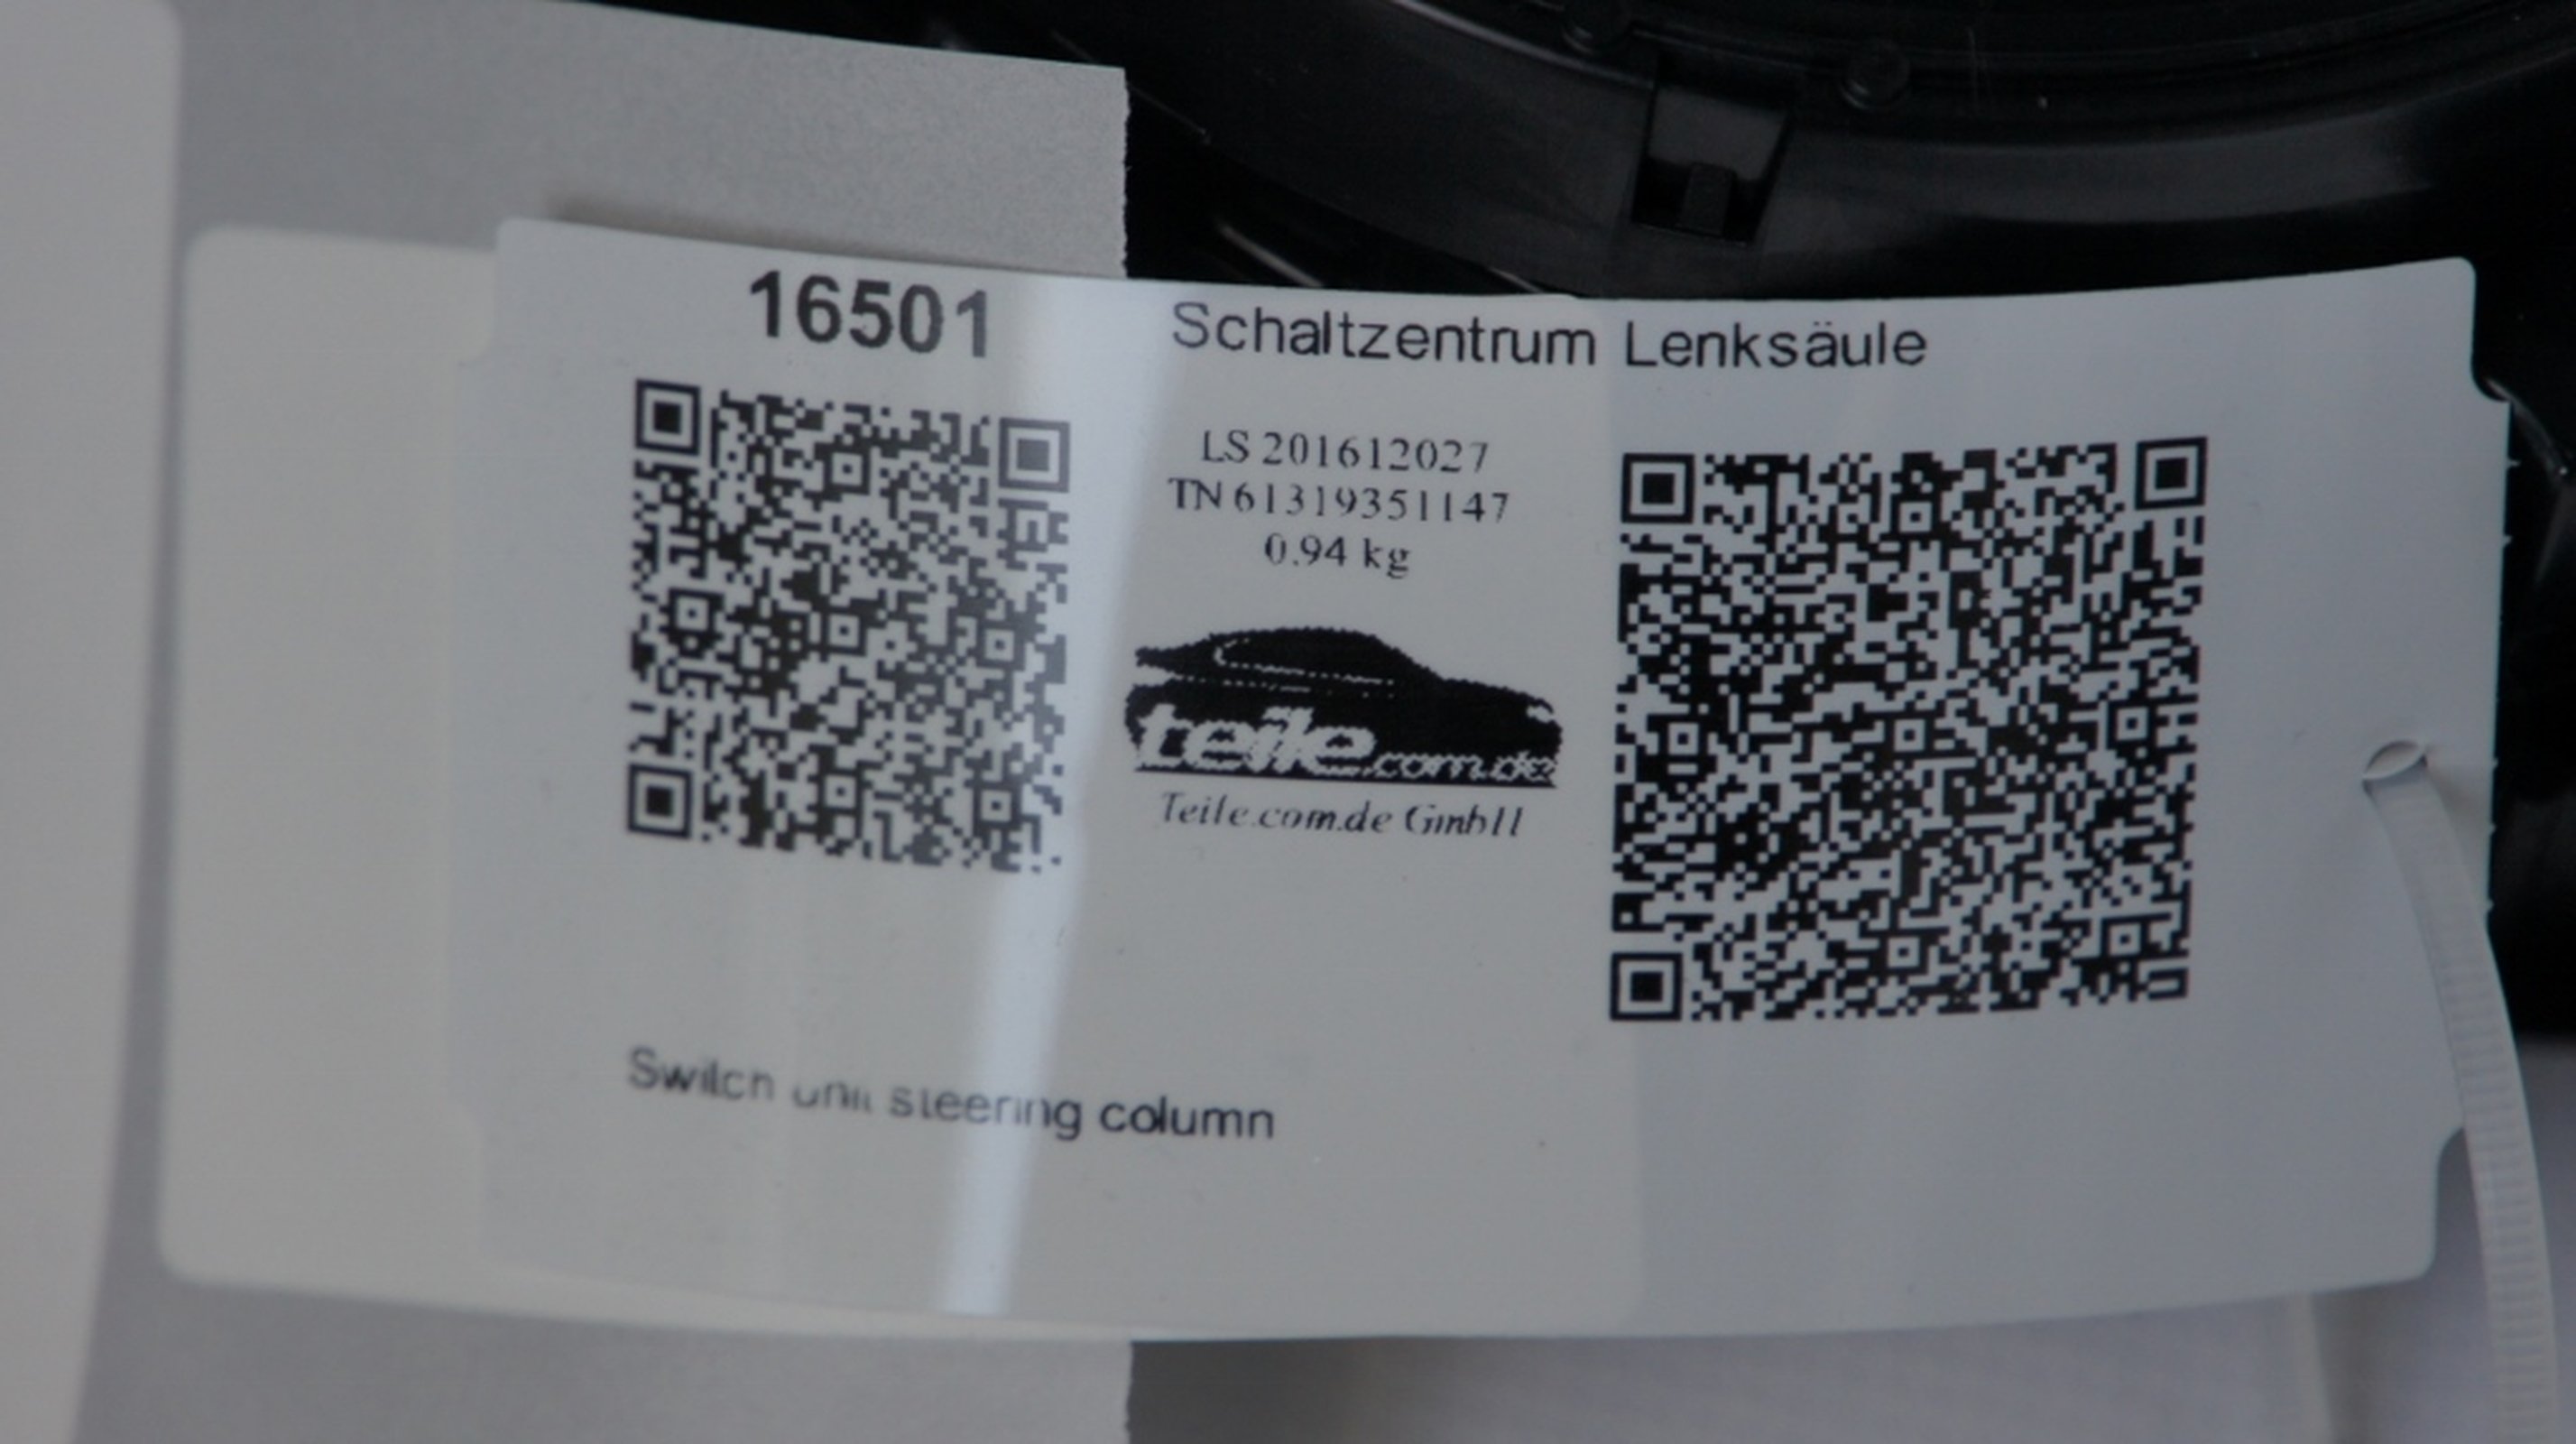 16501
Schaltzentrum Lenksäule
LS 201612027
TN 61319351147
0.94 kg
teile.com.de
Teile.com.de GmbH
Switch unit steering column